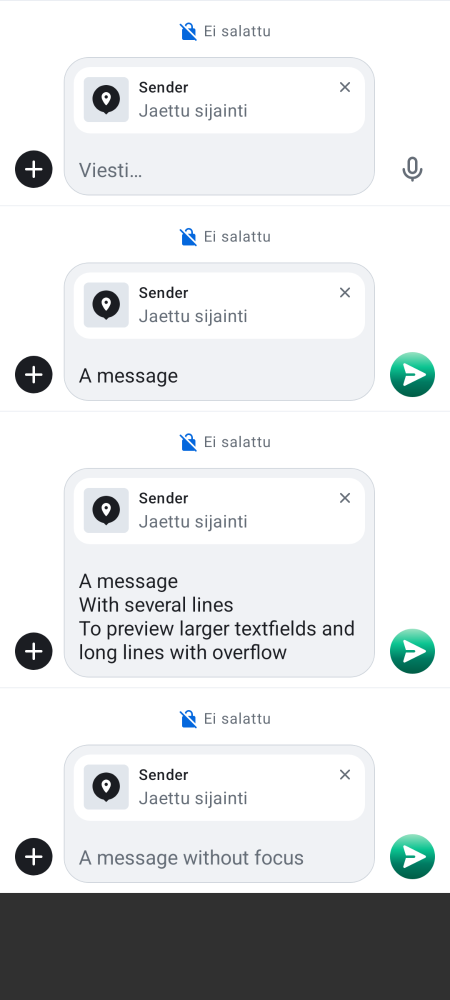 Ei salattu
Sender
Jaettu sijainti
Viesti…
Ei salattu
Sender
Jaettu sijainti
A message
Ei salattu
Sender
Jaettu sijainti
A message
With several lines
To preview larger textfields and
long lines with overflow
Ei salattu
Sender
Jaettu sijainti
A message without focus